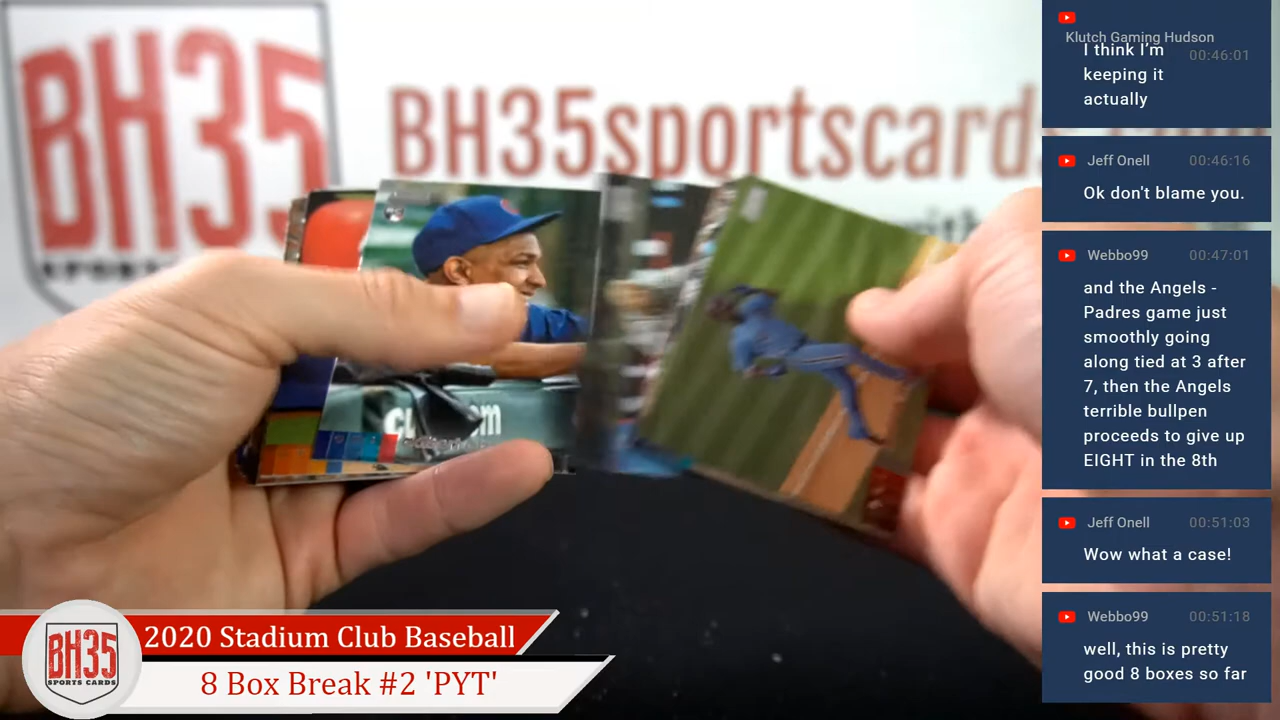 BH35
SPORTS
BH35sportscards
with
Klutch Gaming Hudson
I think I'm 00:46:01
keeping it
actually
Jeff Onell 00:46:16
Ok don't blame you.
Webbo99 00:47:01
and the Angels -
Padres game just
smoothly going
along tied at 3 after
7, then the Angels
terrible bullpen
proceeds to give up
EIGHT in the 8th
Jeff Onell 00:51:03
Wow what a case!
Webbo99 00:51:18
well, this is pretty
good 8 boxes so far
BH35
SPORTS CARDS
2020 Stadium Club Baseball
8 Box Break #2 'PYT'